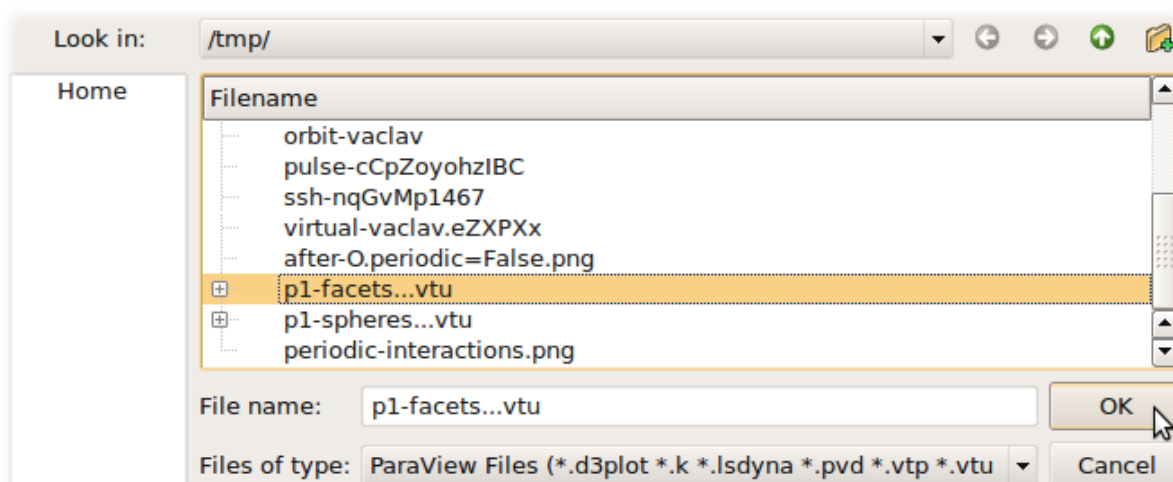 Look in: /tmp/
Home
Filename
orbit-vaclav
pulse-cCpZoyohzIBC
ssh-nqGvMp1467
virtual-vaclav.eZXPXx
after-O.periodic=False.png
p1-facets...vtu
p1-spheres...vtu
periodic-interactions.png
File name: p1-facets...vtu OK
Files of type: ParaView Files (*.d3plot *.k *.lsdyna *.pvd *.vtp *.vtu Cancel